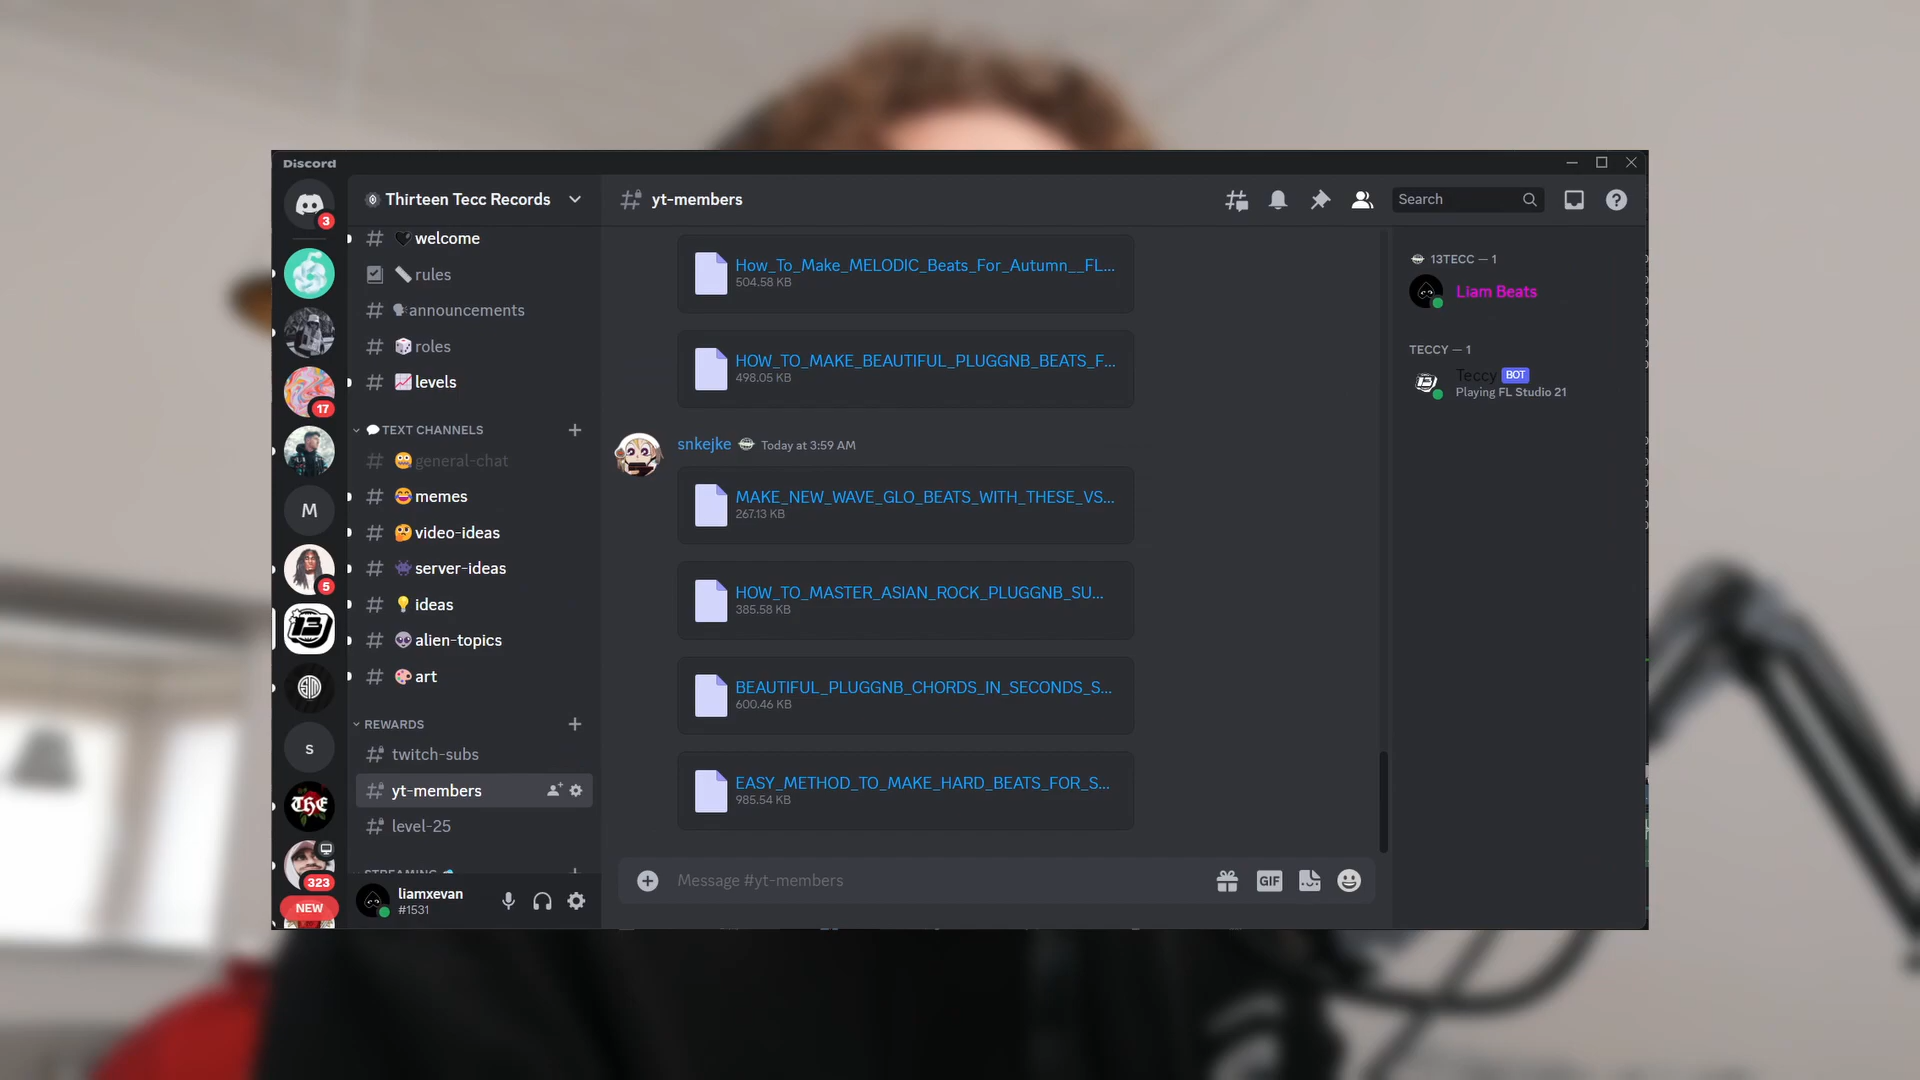 Discord
Thirteen Tecc Records
yt-members
Search
3
17
M
5
s
323
NEW
welcome
rules
announcements
roles
levels
TEXT CHANNELS
general-chat
memes
video-ideas
server-ideas
ideas
alien-topics
art
REWARDS
twitch-subs
yt-members
level-25
liamxevan
#1531
How_To_Make_MELODIC_Beats_For_Autumn__FL...
504.58 KB
HOW_TO_MAKE_BEAUTIFUL_PLUGGNB_BEATS_F...
498.05 KB
snkejke Today at 3:59 AM
MAKE_NEW_WAVE_GLO_BEATS_WITH_THESE_VS...
267.13 KB
HOW_TO_MASTER_ASIAN_ROCK_PLUGGNB_SU...
385.58 KB
BEAUTIFUL_PLUGGNB_CHORDS_IN_SECONDS_S...
600.46 KB
EASY_METHOD_TO_MAKE_HARD_BEATS_FOR_S...
985.54 KB
Message #yt-members
GIF
13TECC — 1
Liam Beats
TECCY — 1
Teccy BOT
Playing FL Studio 21